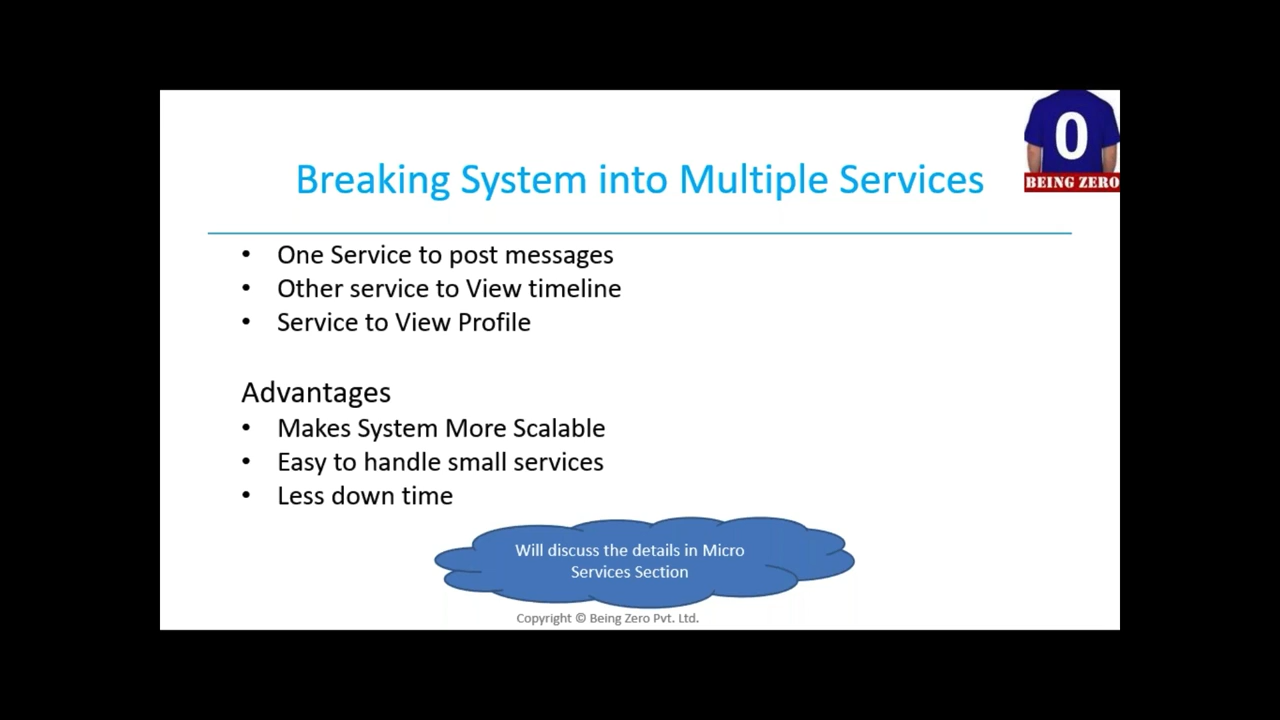 0
BEING ZERO
Breaking System into Multiple Services
• One Service to post messages
• Other service to View timeline
• Service to View Profile
Advantages
• Makes System More Scalable
• Easy to handle small services
• Less down time
Will discuss the details in Micro
Services Section
Copyright © Being Zero Pvt. Ltd.